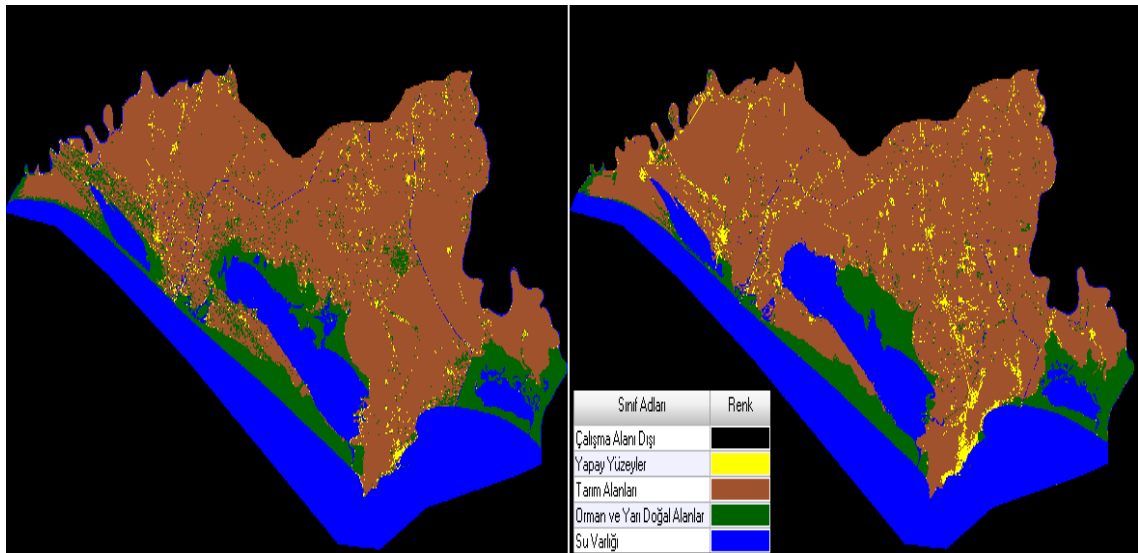 Sınıf Adları Renk
Çalışma Alanı Dışı
Yapay Yüzeyler
Tarım Alanları
Orman ve Yarı Doğal Alanlar
Su Varlığı